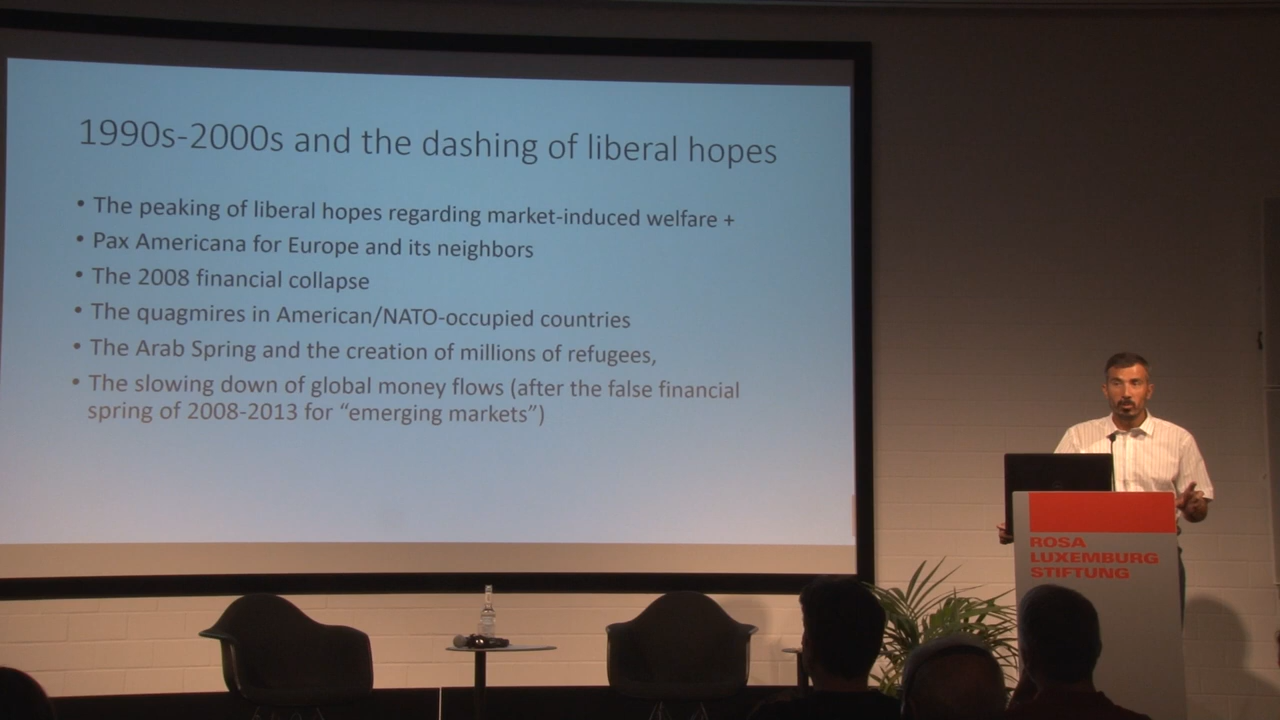 1990s-2000s and the dashing of liberal hopes
• The peaking of liberal hopes regarding market-induced welfare +
• Pax Americana for Europe and its neighbors
• The 2008 financial collapse
• The quagmires in American/NATO-occupied countries
• The Arab Spring and the creation of millions of refugees,
• The slowing down of global money flows (after the false financial
spring of 2008-2013 for “emerging markets”)
ROSA
LUXEMBURG
STIFTUNG